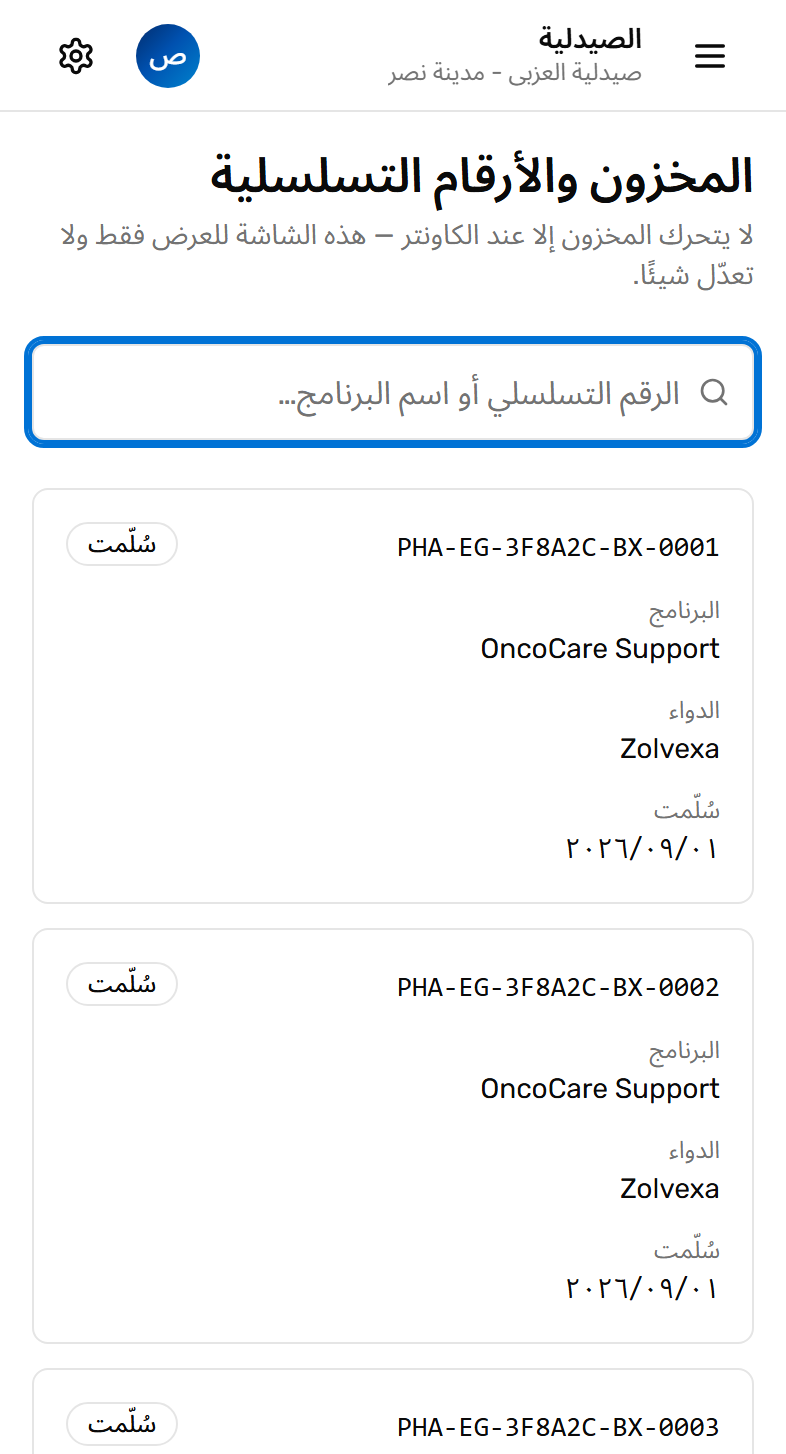 الصيدلية
صيدلية العزبى - مدينة نصر
ص
المخزون والأرقام التسلسلية
لا يتحرك المخزون إلا عند الكاونتر – هذه الشاشة للعرض فقط ولا
تعدّل شيئًا.
الرقم التسلسلي أو اسم البرنامج...
PHA-EG-3F8A2C-BX-0001
سُلّمت
البرنامج
OncoCare Support
الدواء
Zolvexa
سُلّمت
٢٠٢٦/٠٩/٠١
PHA-EG-3F8A2C-BX-0002
سُلّمت
البرنامج
OncoCare Support
الدواء
Zolvexa
سُلّمت
٢٠٢٦/٠٩/٠١
PHA-EG-3F8A2C-BX-0003
سُلّمت